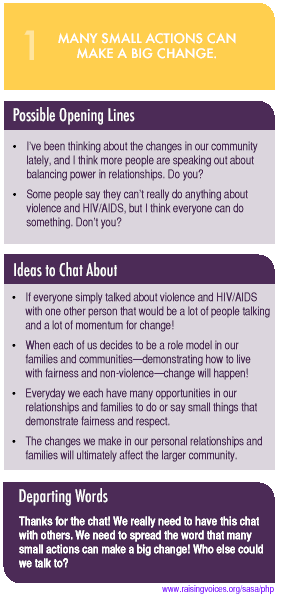 1
MANY SMALL ACTIONS CAN
MAKE A BIG CHANGE.
Possible Opening Lines
• I've been thinking about the changes in our community
lately, and I think more people are speaking out about
balancing power in relationships. Do you?
• Some people say they can't really do anything about
violence and HIV/AIDS, but I think everyone can do
something. Don't you?
Ideas to Chat About
• If everyone simply talked about violence and HIV/AIDS
with one other person that would be a lot of people talking
and a lot of momentum for change!
• When each of us decides to be a role model in our
families and communities—demonstrating how to live
with fairness and non-violence—change will happen!
• Everyday we each have many opportunities in our
relationships and families to do or say small things that
demonstrate fairness and respect.
• The changes we make in our personal relationships and
families will ultimately affect the larger community.
Departing Words
Thanks for the chat! We really need to have this chat
with others. We need to spread the word that many
small actions can make a big change! Who else could
we talk to?
www.raisingvoices.org/sasa/php